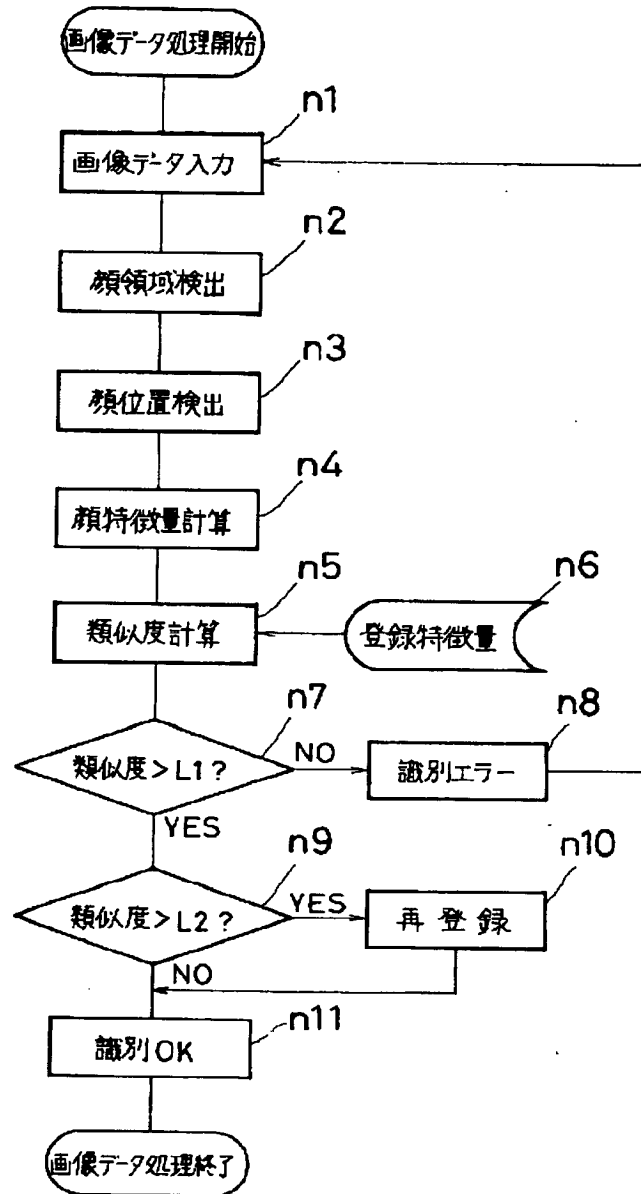 画像データ処理開始
n1
画像データ入力
n2
顔領域検出
n3
顔位置検出
n4
顔特徴量計算
n5
類似度計算
n6
登録特徴量
n7
類似度>L1?
NO
n8
識別エラー
YES
n9
類似度>L2?
YES
n10
再登録
NO
n11
識別OK
画像データ処理終了